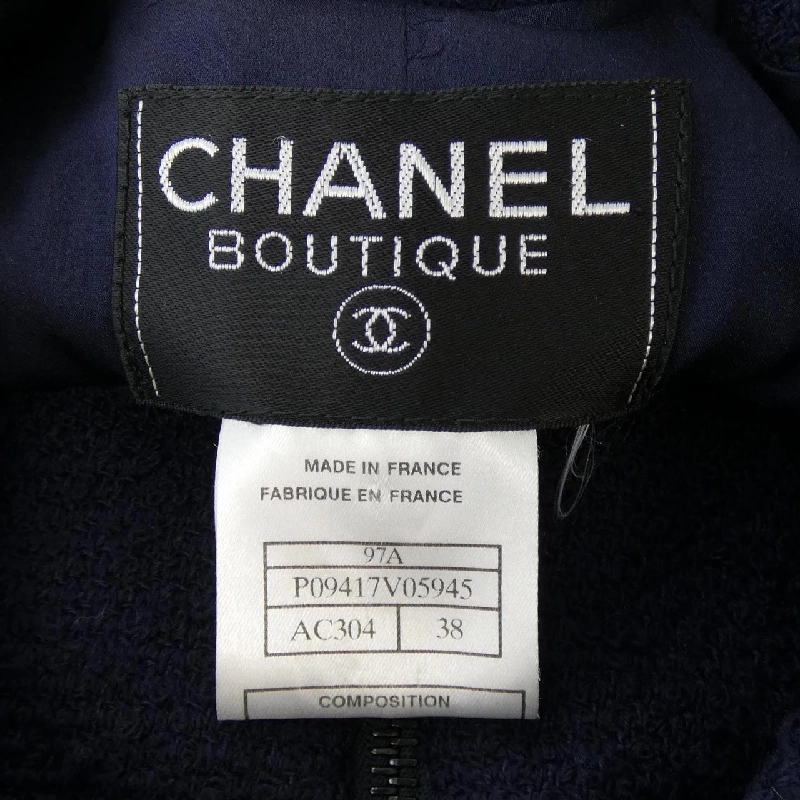 CHANEL
BOUTIQUE
MADE IN FRANCE
FABRIQUE EN FRANCE
97A
P09417V05945
AC304 38
COMPOSITION